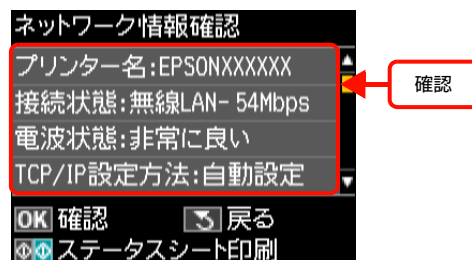 ネットワーク情報確認
プリンター名:EPSONXXXXXX
接続状態:無線LAN- 54Mbps
電波状態:非常に良い
TCP/IP設定方法:自動設定
確認
OK 確認 戻る
ステータスシート印刷